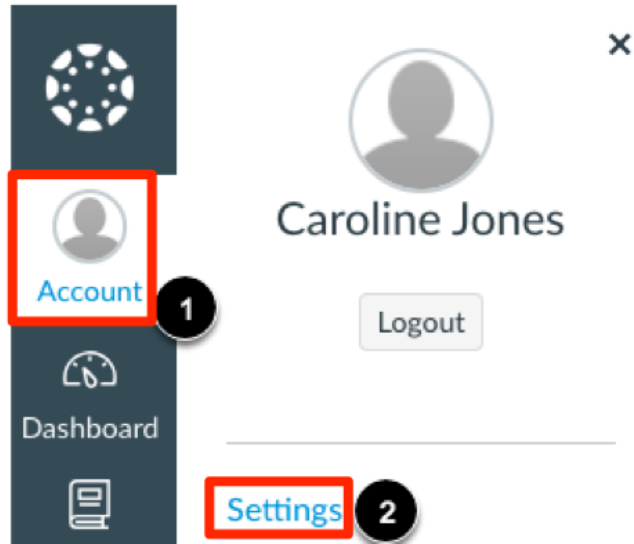 Account
1
Dashboard
×
Caroline Jones
Logout
Settings
2